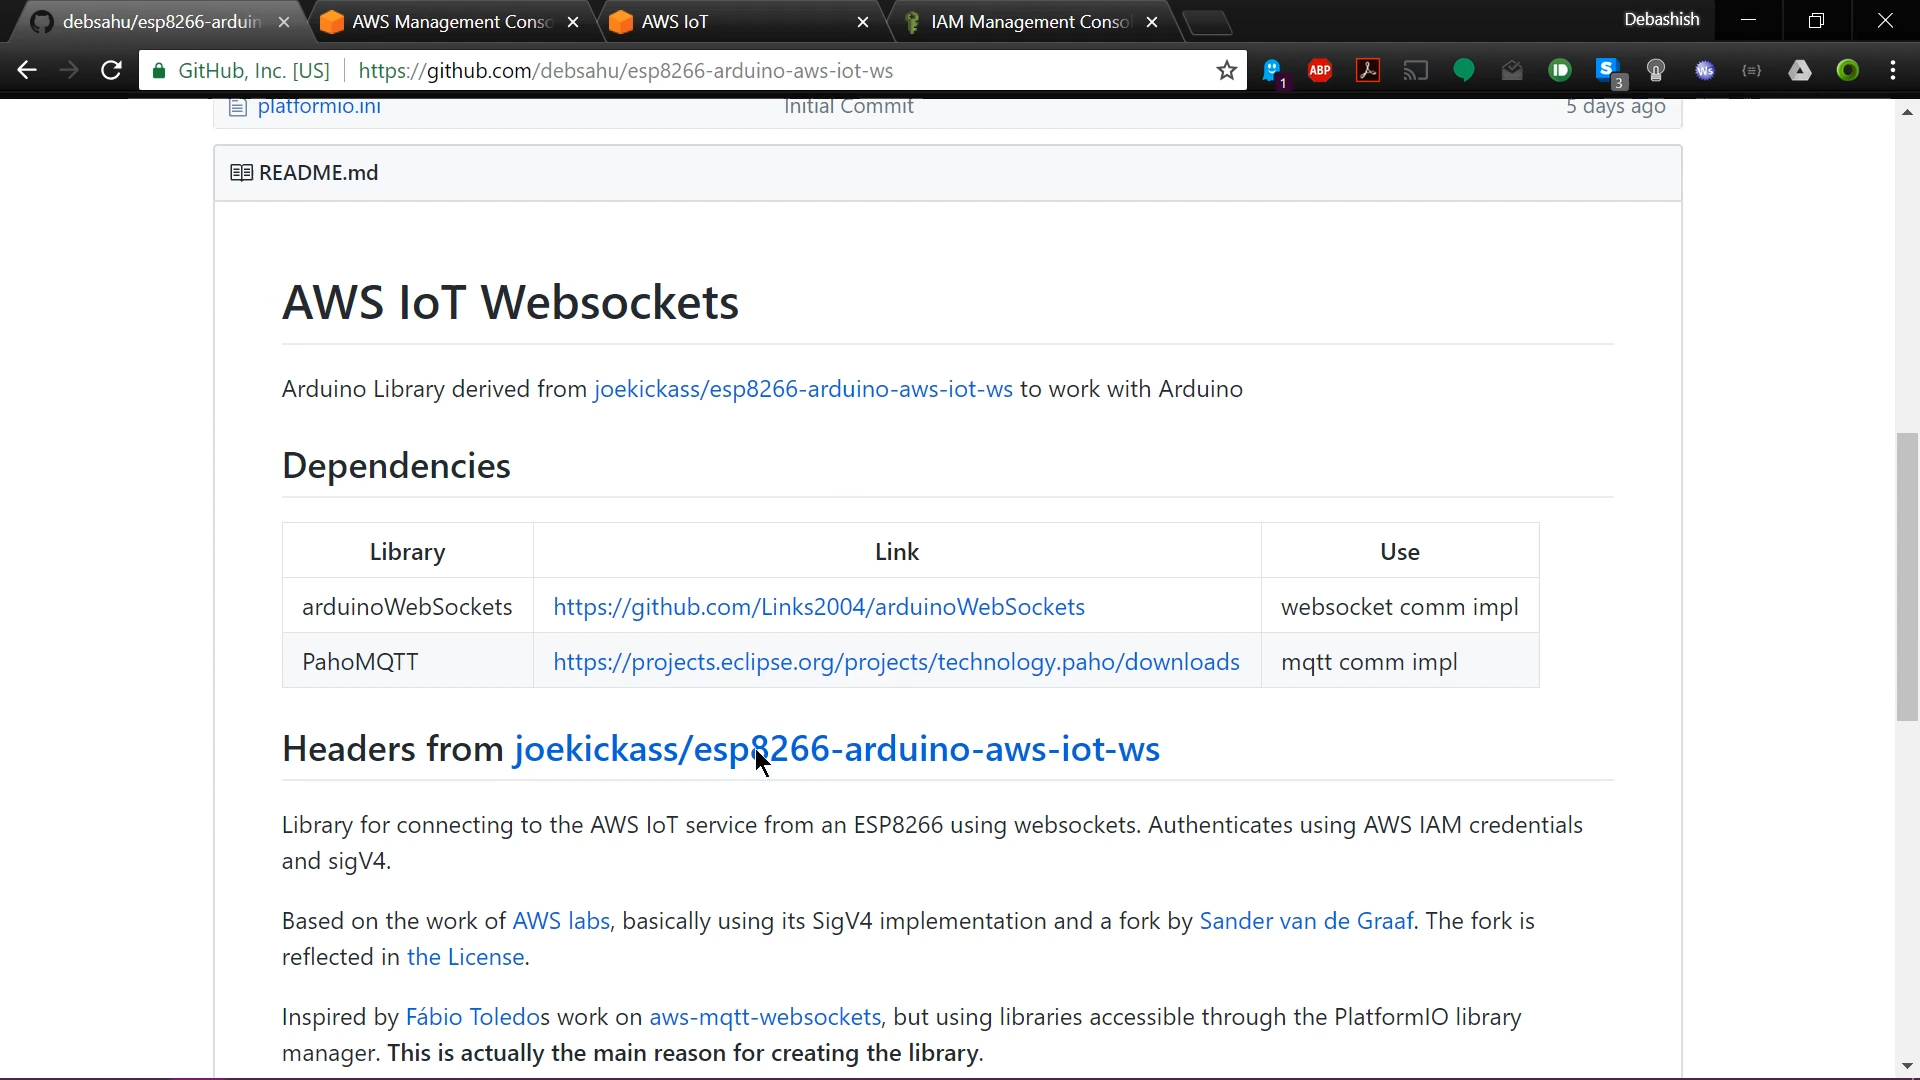 debsahu/esp8266-arduin
AWS Management Conso
AWS IoT
IAM Management Consol
Debashish
GitHub, Inc. [US]
https://github.com/debsahu/esp8266-arduino-aws-iot-ws
1
ABP
3
Ws
platformio.ini
Initial Commit
5 days ago
README.md
AWS IoT Websockets
Arduino Library derived from joekickass/esp8266-arduino-aws-iot-ws to work with Arduino
Dependencies
Library Link Use
arduinoWebSockets https://github.com/Links2004/arduinoWebSockets websocket comm impl
PahoMQTT https://projects.eclipse.org/projects/technology.paho/downloads mqtt comm impl
Headers from joekickass/esp8266-arduino-aws-iot-ws
Library for connecting to the AWS IoT service from an ESP8266 using websockets. Authenticates using AWS IAM credentials
and sigV4.
Based on the work of AWS labs, basically using its SigV4 implementation and a fork by Sander van de Graaf. The fork is
reflected in the License.
Inspired by Fábio Toledos work on aws-mqtt-websockets, but using libraries accessible through the PlatformIO library
manager. This is actually the main reason for creating the library.